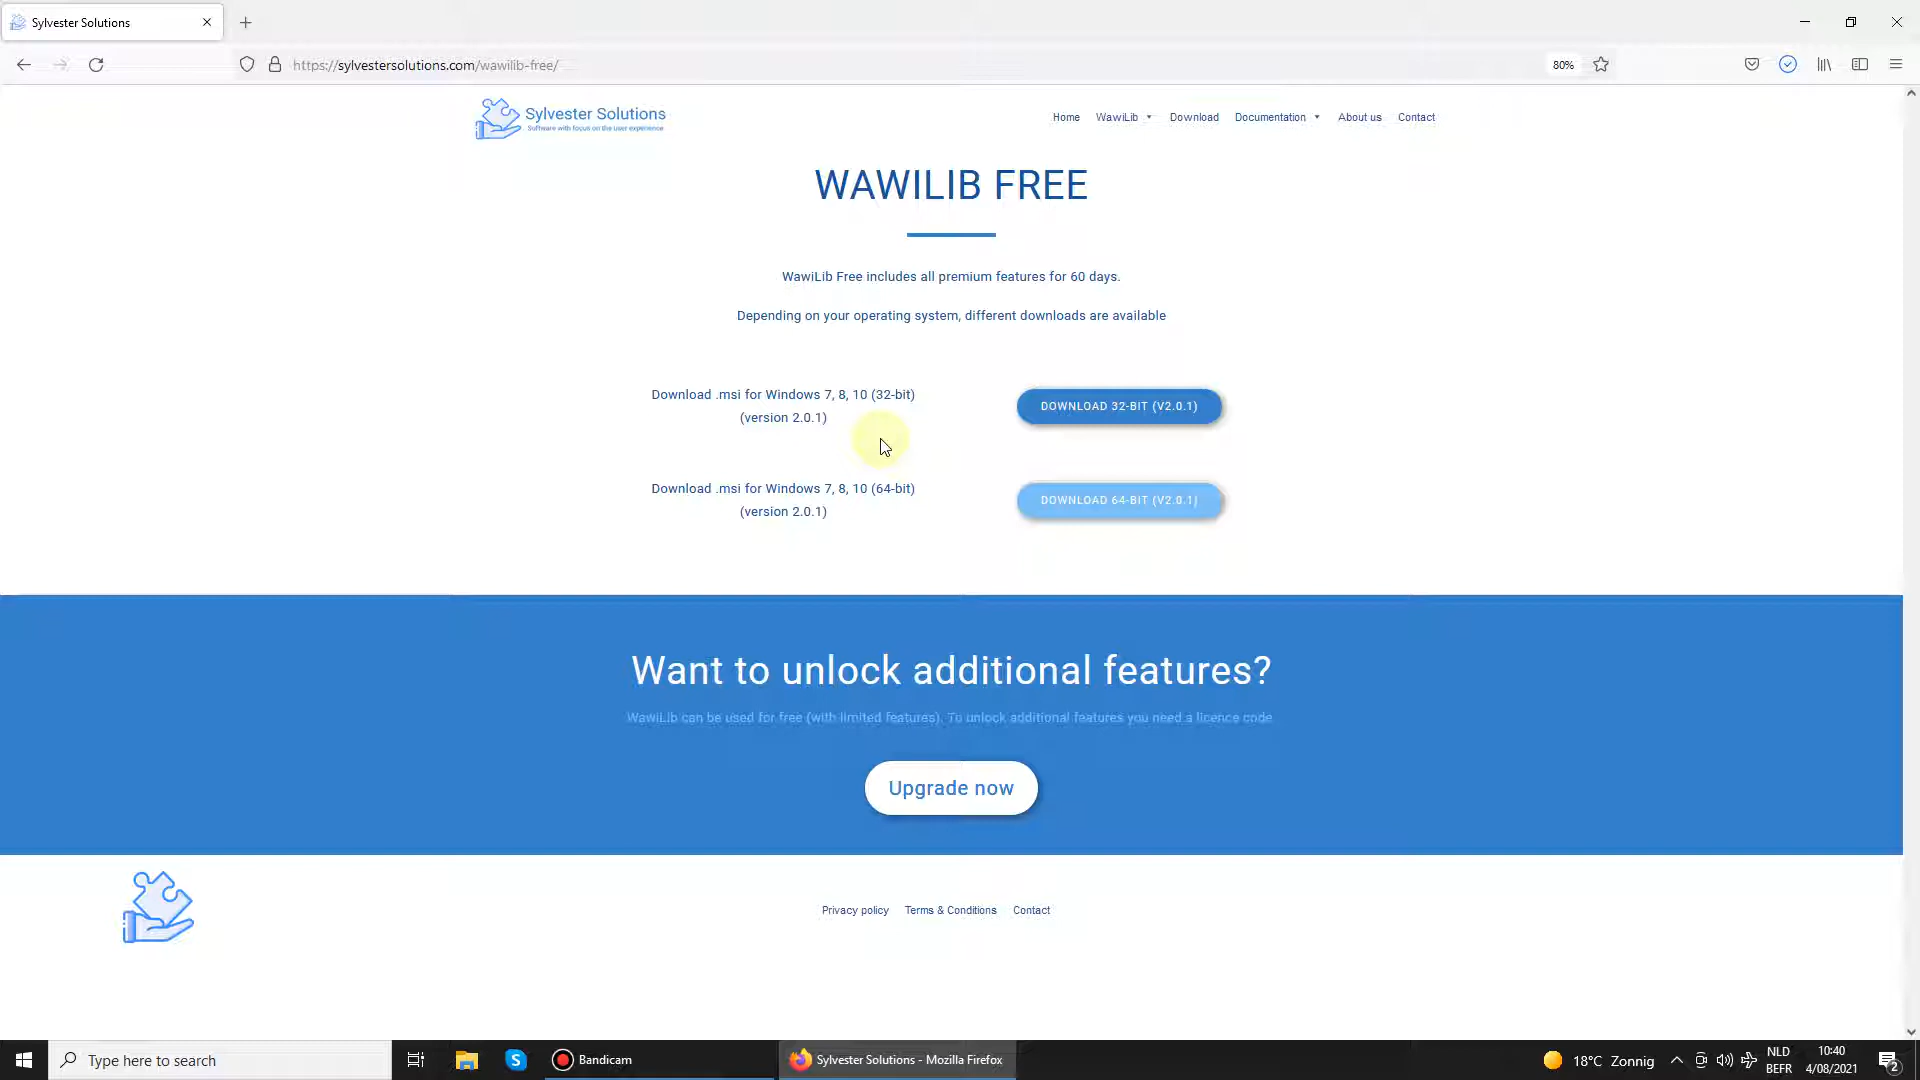 Sylvester Solutions
https://sylvestersolutions.com/wawilib-free/
80%
Sylvester Solutions
Software with focus on the user experience
Home WawiLib Download Documentation About us Contact
WAWILIB FREE
WawiLib Free includes all premium features for 60 days.
Depending on your operating system, different downloads are available
Download .msi for Windows 7, 8, 10 (32-bit)
(version 2.0.1)
DOWNLOAD 32-BIT (V2.0.1)
Download .msi for Windows 7, 8, 10 (64-bit)
(version 2.0.1)
DOWNLOAD 64-BIT (V2.0.1)
Want to unlock additional features?
WawiLib can be used for free (with limited features). To unlock additional features you need a licence code
Upgrade now
Privacy policy Terms & Conditions Contact
Type here to search
Bandicam
Sylvester Solutions - Mozilla Firefox
18°C Zonnig
NLD
BEFR
10:40
4/08/2021
2